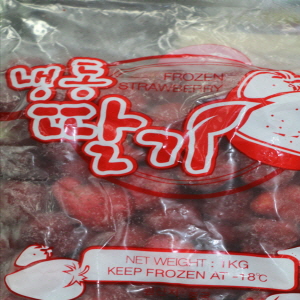 냉동
FROZEN
STRAWBERRY
딸기
NET WEIGHT : 1KG
KEEP FROZEN AT -18℃